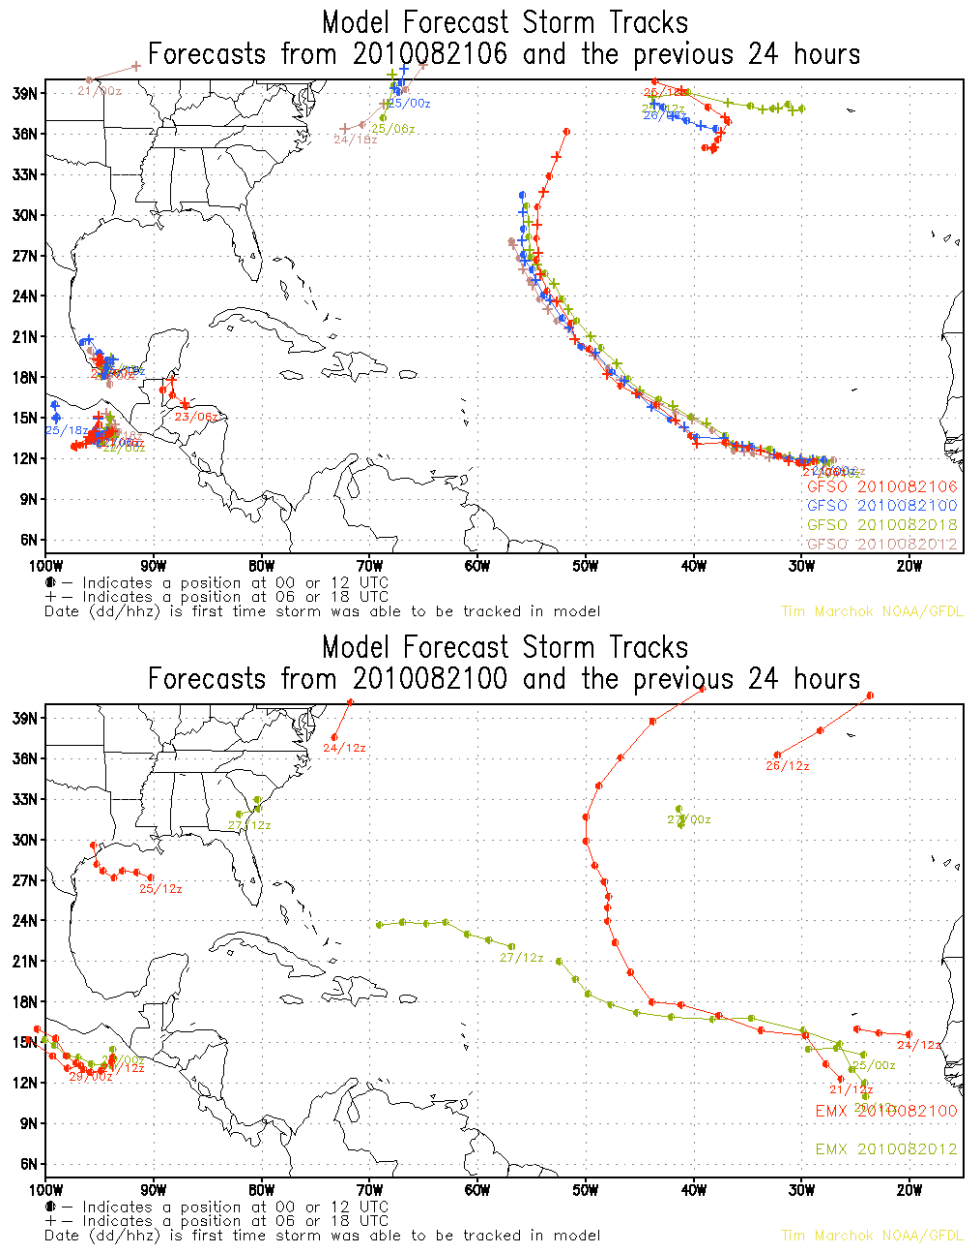 Model Forecast Storm Tracks
Forecasts from 2010082106 and the previous 24 hours
39N
36N
33N
30N
27N
24N
21N
18N
15N
12N
9N
6N
21/00z
25/00z
25/06z
24/18z
23/06z
25/18z
22/00z
GFSO 2010082106
GFSO 2010082100
GFSO 2010082018
GFSO 2010082012
100W 90W 80W 70W 60W 50W 40W 30W 20W
– Indicates a position at 00 or 12 UTC
+ – Indicates a position at 06 or 18 UTC
Date (dd/hhz) is first time storm was able to be tracked in model
Tim Marchok NOAA/GFDL
Model Forecast Storm Tracks
Forecasts from 2010082100 and the previous 24 hours
39N
36N
33N
30N
27N
24N
21N
18N
15N
12N
9N
6N
24/12z
26/12z
27/12z
27/00z
25/12z
27/12z
24/12z
25/00z
29/00z
21/12z
20/12z
EMX 2010082100
EMX 2010082012
100W 90W 80W 70W 60W 50W 40W 30W 20W
– Indicates a position at 00 or 12 UTC
+ – Indicates a position at 06 or 18 UTC
Date (dd/hhz) is first time storm was able to be tracked in model
Tim Marchok NOAA/GFDL